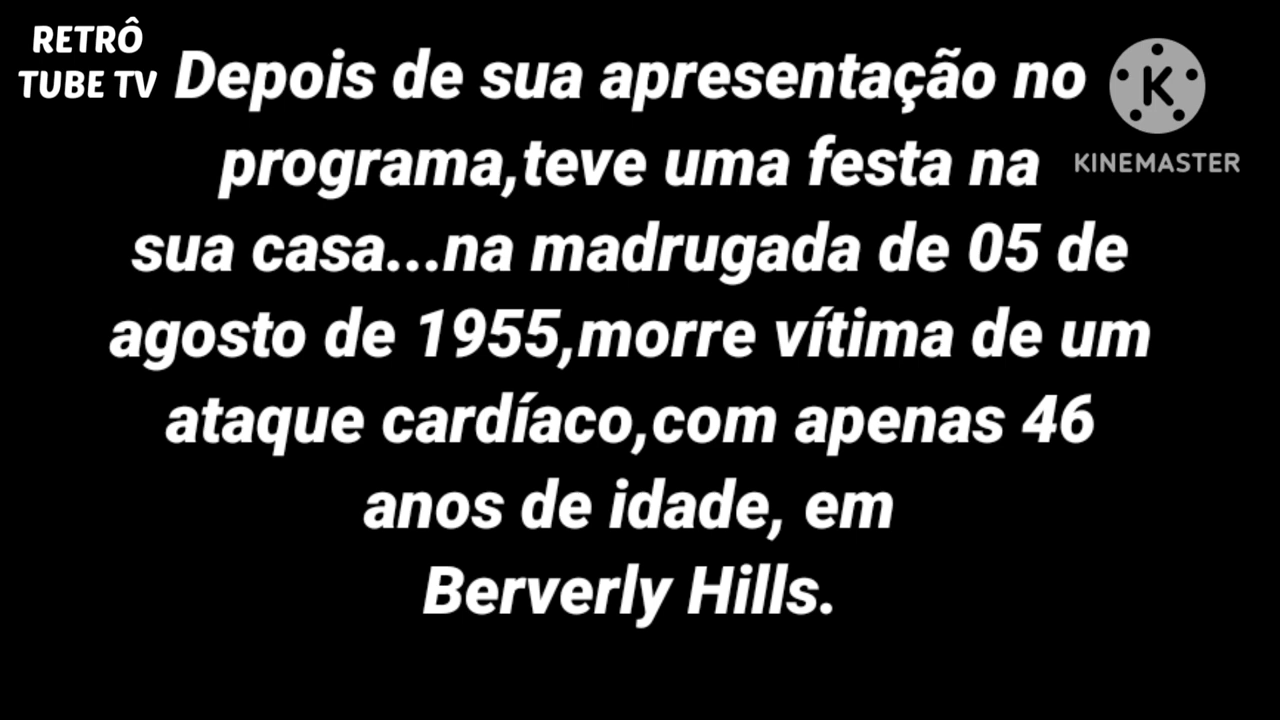 RETRÔ
TUBE TV
Depois de sua apresentação no
programa,teve uma festa na
sua casa...na madrugada de 05 de
agosto de 1955,morre vítima de um
ataque cardíaco,com apenas 46
anos de idade, em
Berverly Hills.
K
KINEMASTER